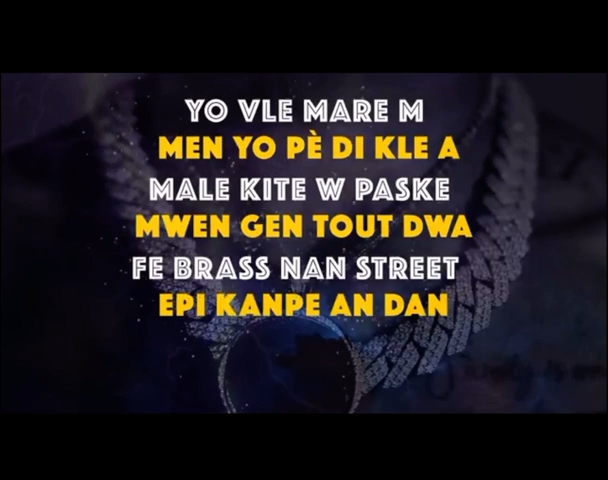 YO VLE MARE M
MEN YO PÈ DI KLE A
MALE KITE W PASKE
MWEN GEN TOUT DWA
FE BRASS NAN STREET
EPI KANPE AN DAN